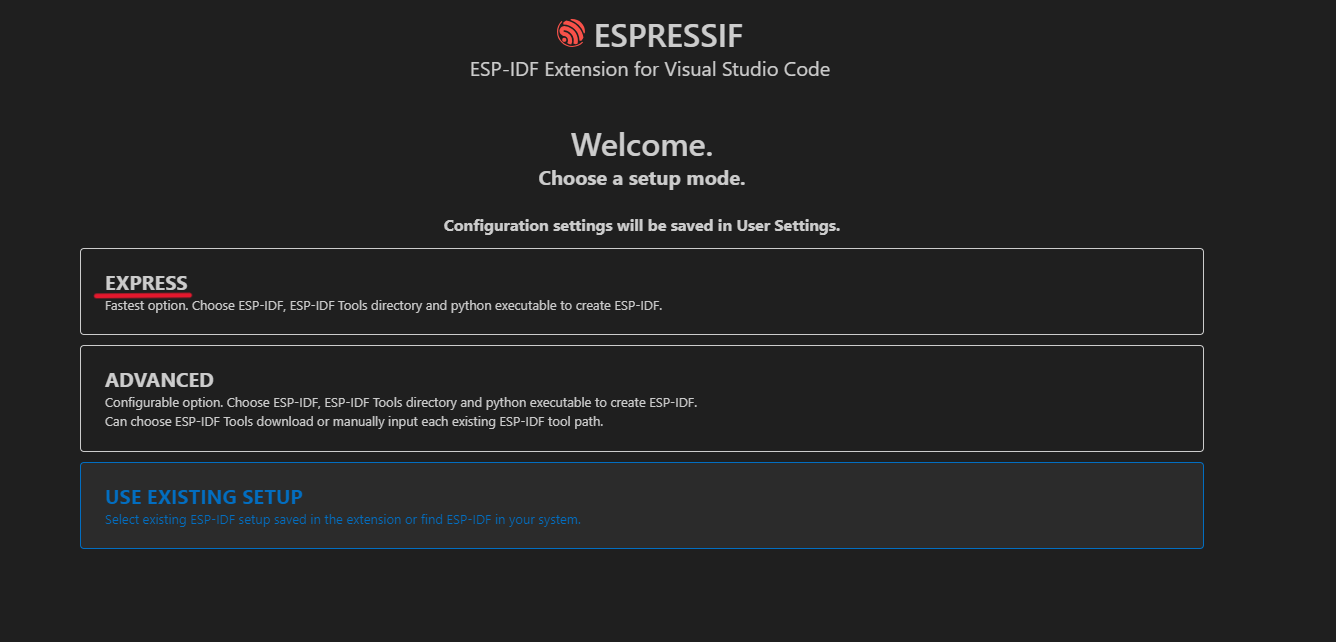 ESPRESSIF
ESP-IDF Extension for Visual Studio Code
Welcome.
Choose a setup mode.
Configuration settings will be saved in User Settings.
EXPRESS
Fastest option. Choose ESP-IDF, ESP-IDF Tools directory and python executable to create ESP-IDF.
ADVANCED
Configurable option. Choose ESP-IDF, ESP-IDF Tools directory and python executable to create ESP-IDF.
Can choose ESP-IDF Tools download or manually input each existing ESP-IDF tool path.
USE EXISTING SETUP
Select existing ESP-IDF setup saved in the extension or find ESP-IDF in your system.